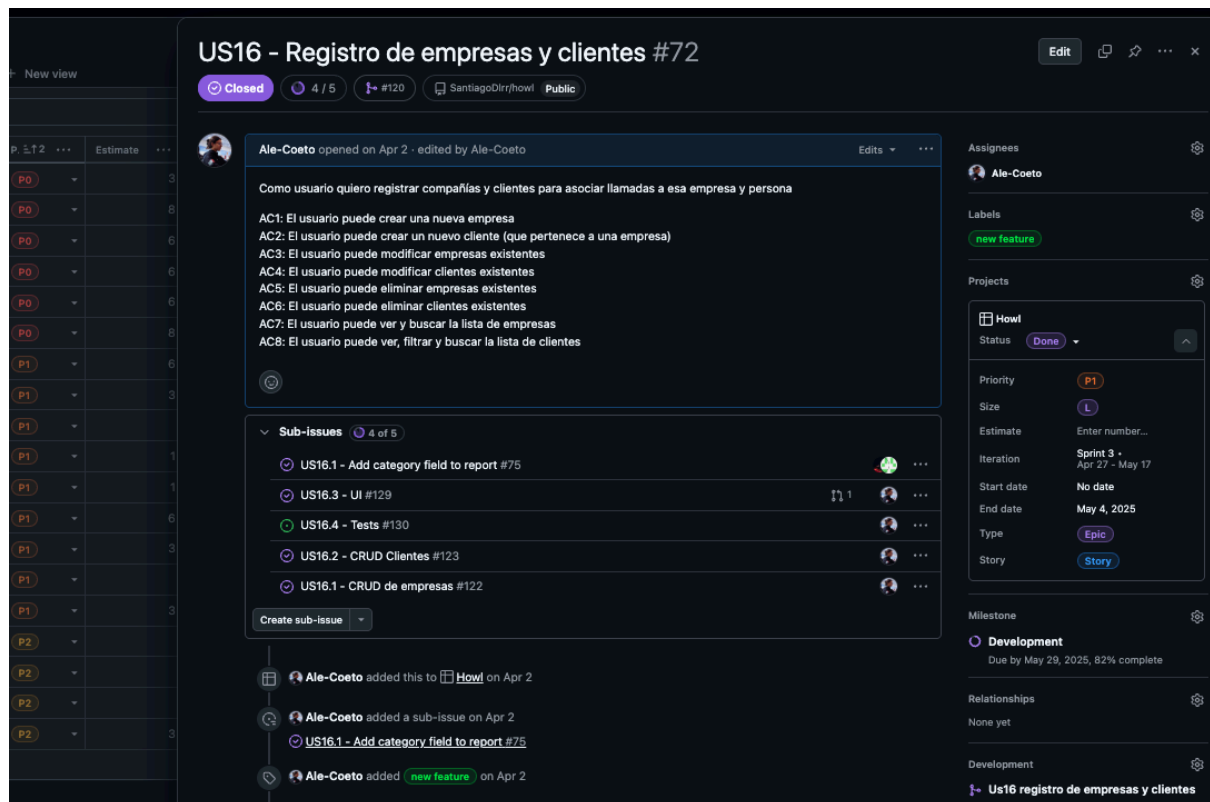 US16 - Registro de empresas y clientes #72
Edit
Closed
4 / 5
#120
SantiagoDlrr/howl Public
+ New view
P. 2 ...
Estimate ...
P0 3
P0 8
P0 6
P0 6
P0 6
P0 8
P1 6
P1 3
P1
P1 1
P1 1
P1 6
P1 3
P1
P1 3
P2
P2
P2
P2 3
Ale-Coeto opened on Apr 2 · edited by Ale-Coeto
Edits
Como usuario quiero registrar compañías y clientes para asociar llamadas a esa empresa y persona
AC1: El usuario puede crear una nueva empresa
AC2: El usuario puede crear un nuevo cliente (que pertenece a una empresa)
AC3: El usuario puede modificar empresas existentes
AC4: El usuario puede modificar clientes existentes
AC5: El usuario puede eliminar empresas existentes
AC6: El usuario puede eliminar clientes existentes
AC7: El usuario puede ver y buscar la lista de empresas
AC8: El usuario puede ver, filtrar y buscar la lista de clientes
Sub-issues 4 of 5
US16.1 - Add category field to report #75
US16.3 - UI #129
1
US16.4 - Tests #130
US16.2 - CRUD Clientes #123
US16.1 - CRUD de empresas #122
Create sub-issue
Ale-Coeto added this to Howl on Apr 2
Ale-Coeto added a sub-issue on Apr 2
US16.1 - Add category field to report #75
Ale-Coeto added new feature on Apr 2
Assignees
Ale-Coeto
Labels
new feature
Projects
Howl
Status Done
Priority P1
Size L
Estimate Enter number...
Iteration Sprint 3 •
Apr 27 - May 17
Start date No date
End date May 4, 2025
Type Epic
Story Story
Milestone
Development
Due by May 29, 2025, 82% complete
Relationships
None yet
Development
Us16 registro de empresas y clientes